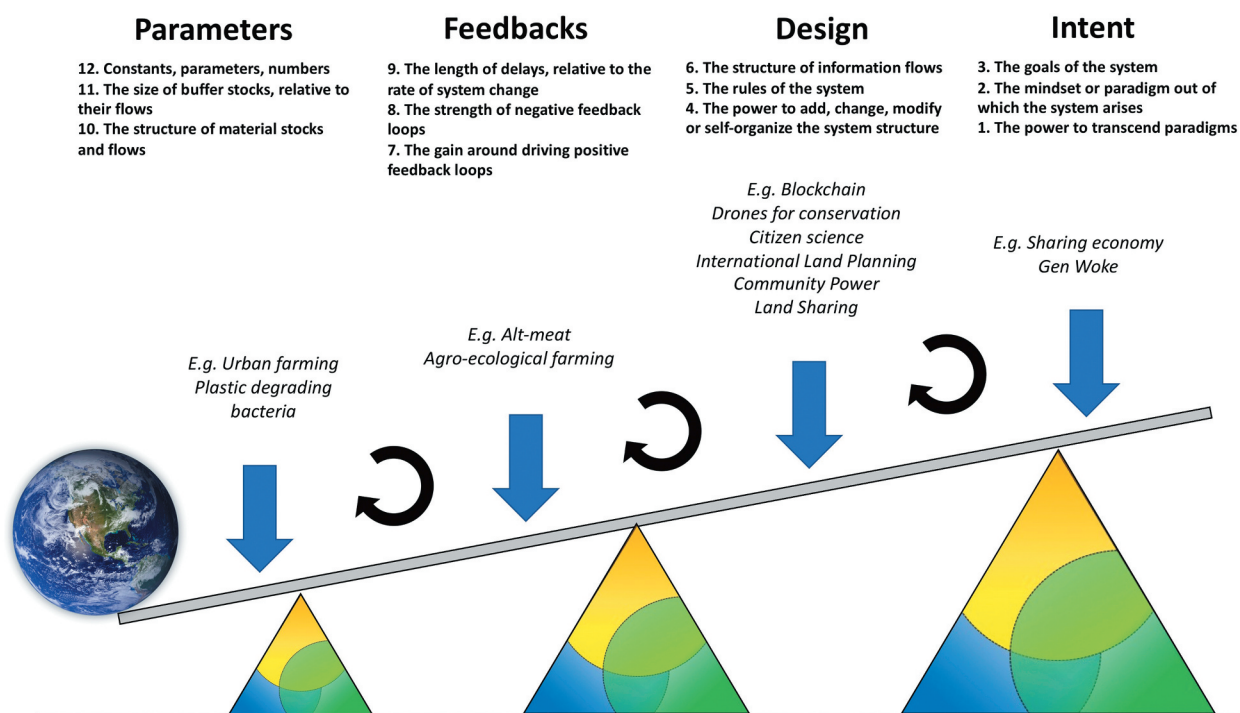 Parameters
12. Constants, parameters, numbers
11. The size of buffer stocks, relative to
their flows
10. The structure of material stocks
and flows
Feedbacks
9. The length of delays, relative to the
rate of system change
8. The strength of negative feedback
loops
7. The gain around driving positive
feedback loops
Design
6. The structure of information flows
5. The rules of the system
4. The power to add, change, modify
or self-organize the system structure
Intent
3. The goals of the system
2. The mindset or paradigm out of
which the system arises
1. The power to transcend paradigms
E.g. Urban farming
Plastic degrading
bacteria
E.g. Alt-meat
Agro-ecological farming
E.g. Blockchain
Drones for conservation
Citizen science
International Land Planning
Community Power
Land Sharing
E.g. Sharing economy
Gen Woke